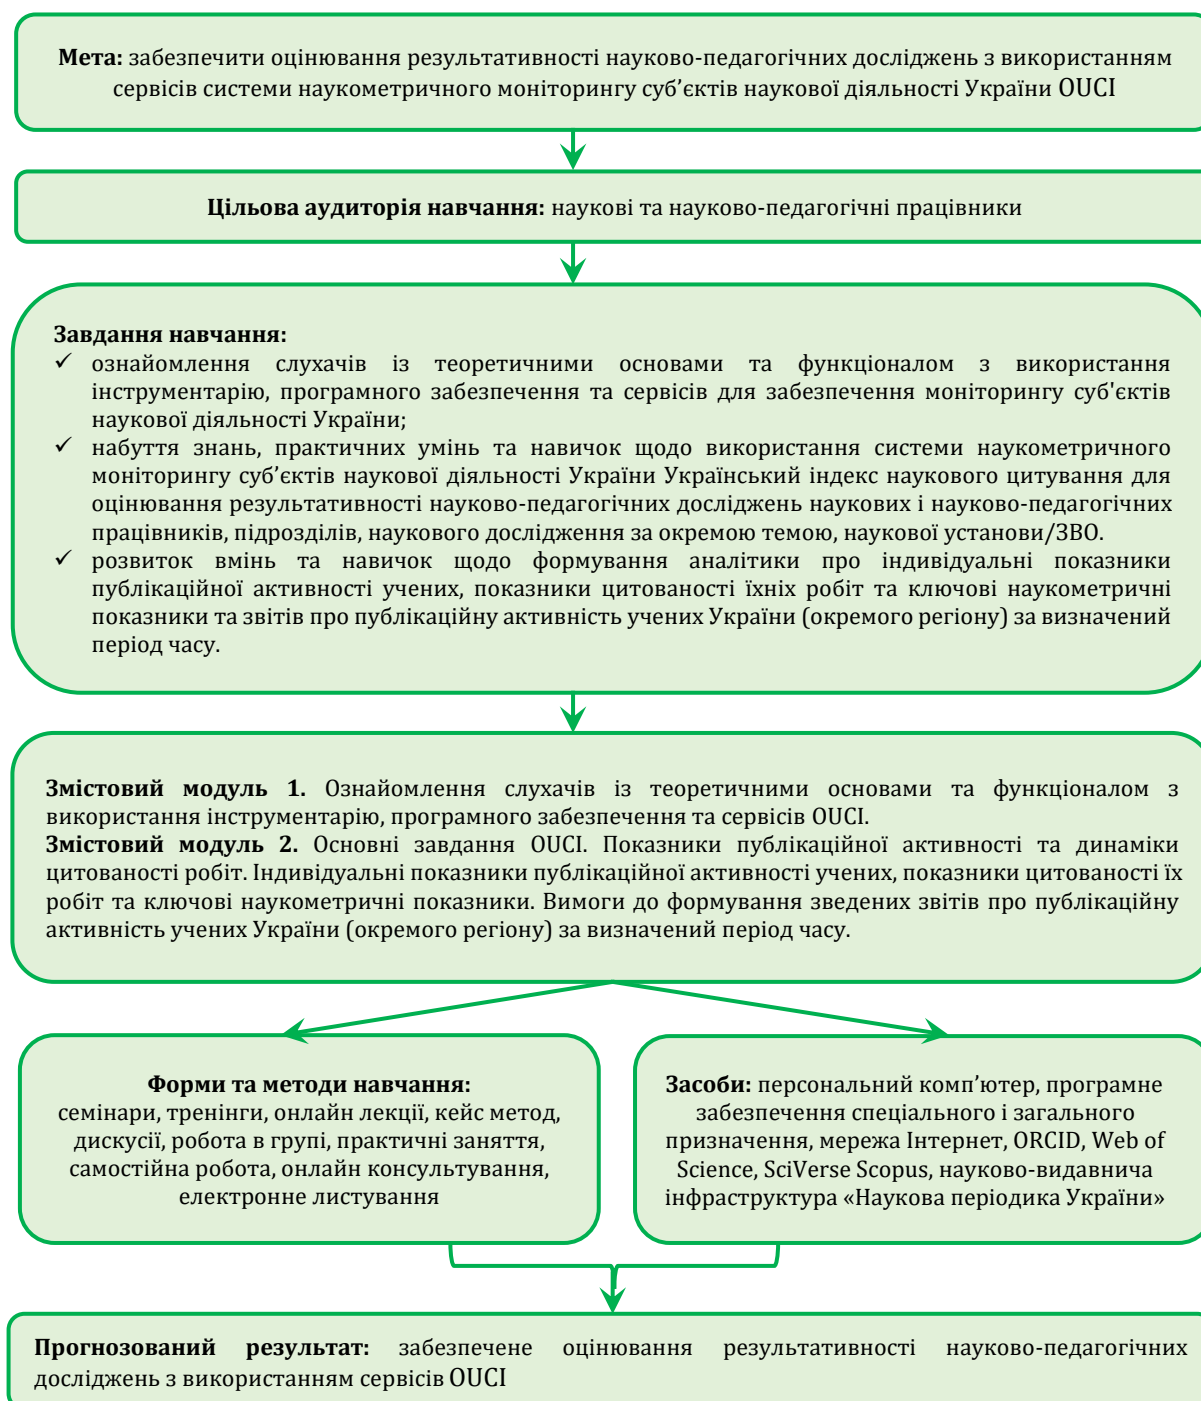 Мета: забезпечити оцінювання результативності науково-педагогічних досліджень з використанням
сервісів системи наукометричного моніторингу суб’єктів наукової діяльності України OUCI
Цільова аудиторія навчання: наукові та науково-педагогічні працівники
Завдання навчання:
✓ ознайомлення слухачів із теоретичними основами та функціоналом з використання
інструментарію, програмного забезпечення та сервісів для забезпечення моніторингу суб'єктів
наукової діяльності України;
✓ набуття знань, практичних умінь та навичок щодо використання системи наукометричного
моніторингу суб’єктів наукової діяльності України Український індекс наукового цитування для
оцінювання результативності науково-педагогічних досліджень наукових і науково-педагогічних
працівників, підрозділів, наукового дослідження за окремою темою, наукової установи/ЗВО.
✓ розвиток вмінь та навичок щодо формування аналітики про індивідуальні показники
публікаційної активності учених, показники цитованості їхніх робіт та ключові наукометричні
показники та звітів про публікаційну активність учених України (окремого регіону) за визначений
період часу.
Змістовий модуль 1. Ознайомлення слухачів із теоретичними основами та функціоналом з
використання інструментарію, програмного забезпечення та сервісів OUCI.
Змістовий модуль 2. Основні завдання OUCI. Показники публікаційної активності та динаміки
цитованості робіт. Індивідуальні показники публікаційної активності учених, показники цитованості їх
робіт та ключові наукометричні показники. Вимоги до формування зведених звітів про публікаційну
активність учених України (окремого регіону) за визначений період часу.
Форми та методи навчання:
семінари, тренінги, онлайн лекції, кейс метод,
дискусії, робота в групі, практичні заняття,
самостійна робота, онлайн консультування,
електронне листування
Засоби: персональний комп’ютер, програмне
забезпечення спеціального і загального
призначення, мережа Інтернет, ORCID, Web of
Science, SciVerse Scopus, науково-видавнича
інфраструктура «Наукова періодика України»
Прогнозований результат: забезпечене оцінювання результативності науково-педагогічних
досліджень з використанням сервісів OUCI